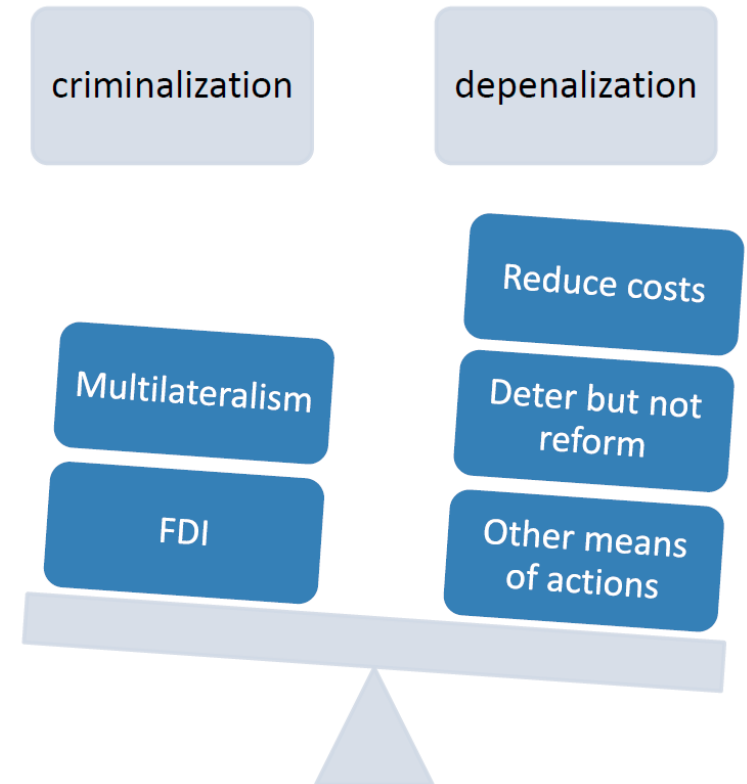 criminalization
depenalization
Multilateralism
FDI
Reduce costs
Deter but not
reform
Other means
of actions